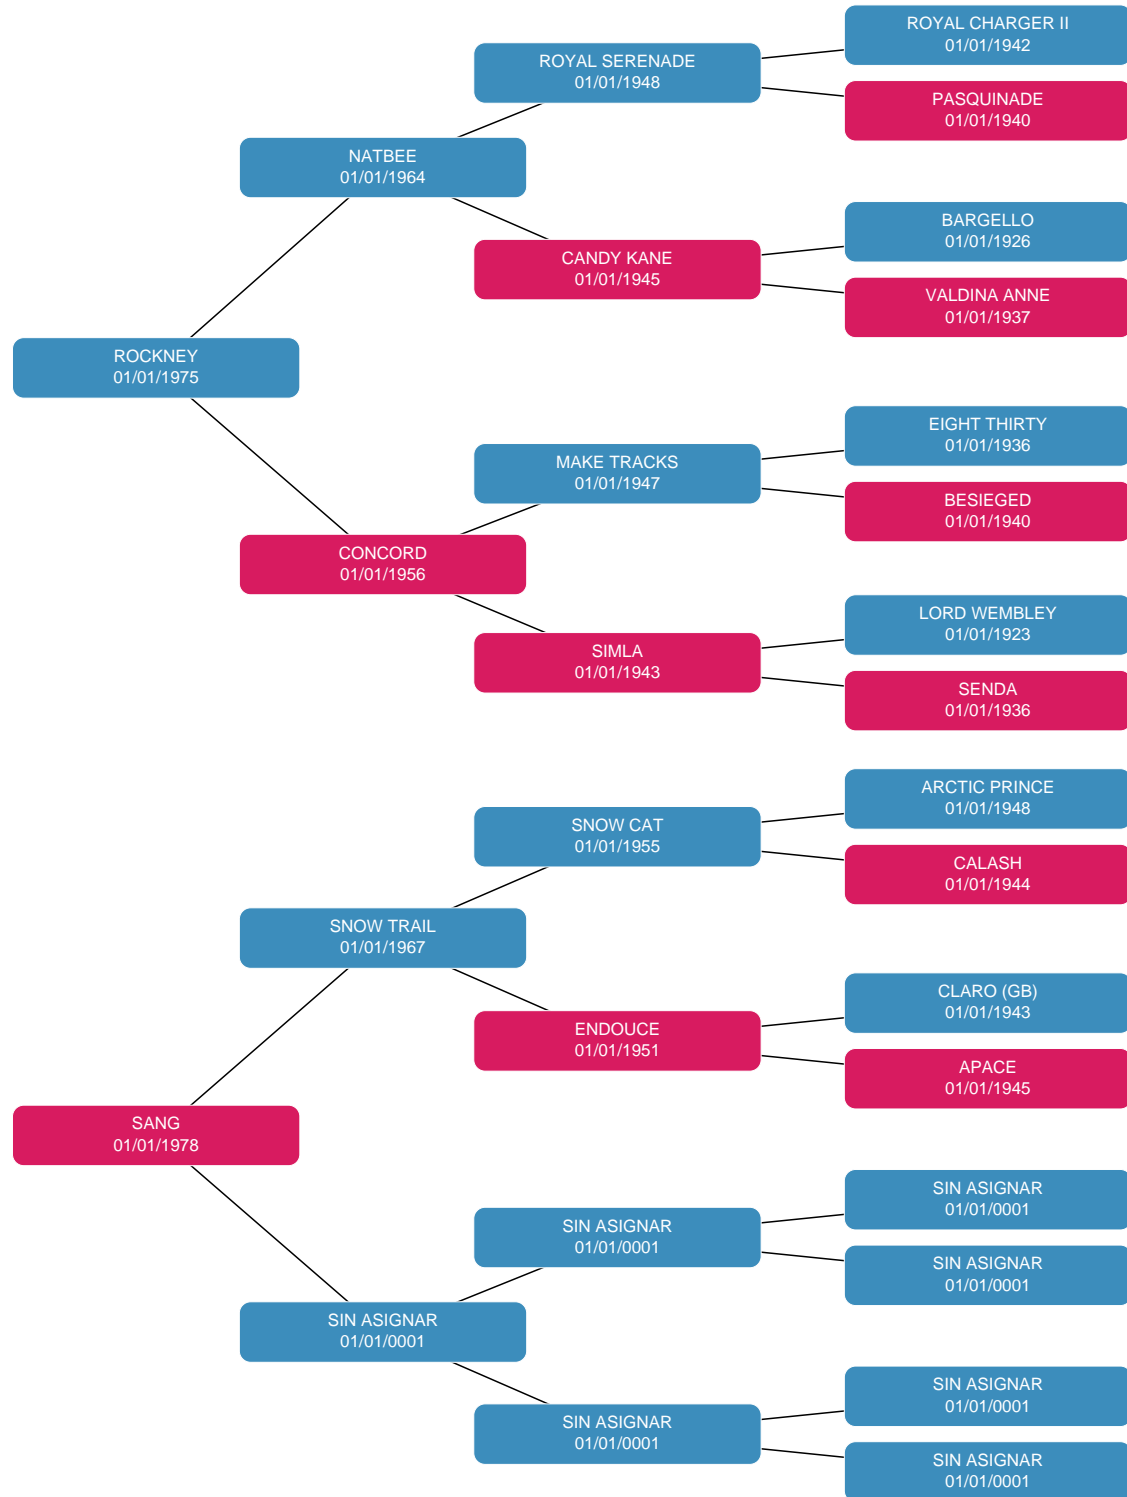 ROYAL CHARGER II
01/01/1942
ROYAL SERENADE
01/01/1948
PASQUINADE
01/01/1940
NATBEE
01/01/1964
BARGELLO
01/01/1926
CANDY KANE
01/01/1945
VALDINA ANNE
01/01/1937
ROCKNEY
01/01/1975
EIGHT THIRTY
01/01/1936
MAKE TRACKS
01/01/1947
BESIEGED
01/01/1940
CONCORD
01/01/1956
LORD WEMBLEY
01/01/1923
SIMLA
01/01/1943
SENDA
01/01/1936
ARCTIC PRINCE
01/01/1948
SNOW CAT
01/01/1955
CALASH
01/01/1944
SNOW TRAIL
01/01/1967
CLARO (GB)
01/01/1943
ENDOUCE
01/01/1951
APACE
01/01/1945
SANG
01/01/1978
SIN ASIGNAR
01/01/0001
SIN ASIGNAR
01/01/0001
SIN ASIGNAR
01/01/0001
SIN ASIGNAR
01/01/0001
SIN ASIGNAR
01/01/0001
SIN ASIGNAR
01/01/0001
SIN ASIGNAR
01/01/0001